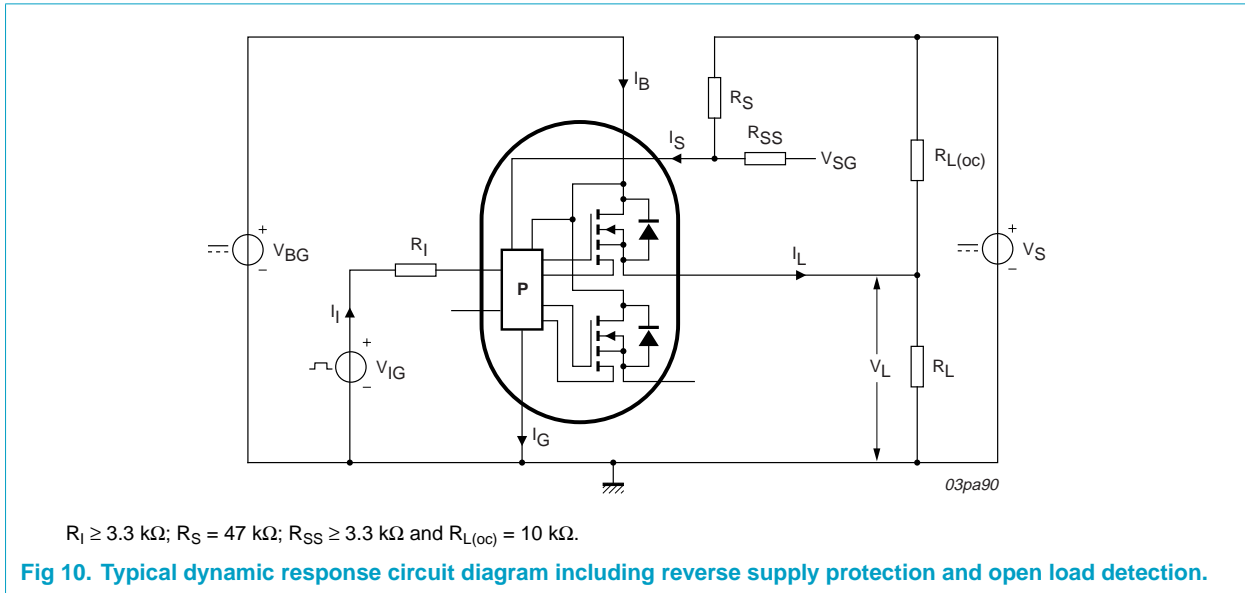 I_B
R_S
R_SS
I_S
V_SG
R_L(oc)
+
V_BG
−
R_I
I_L
+
V_S
−
P
I_I
+
V_IG
−
V_L
R_L
I_G
03pa90
R_I ≥ 3.3 kΩ; R_S = 47 kΩ; R_SS ≥ 3.3 kΩ and R_L(oc) = 10 kΩ.
Fig 10. Typical dynamic response circuit diagram including reverse supply protection and open load detection.